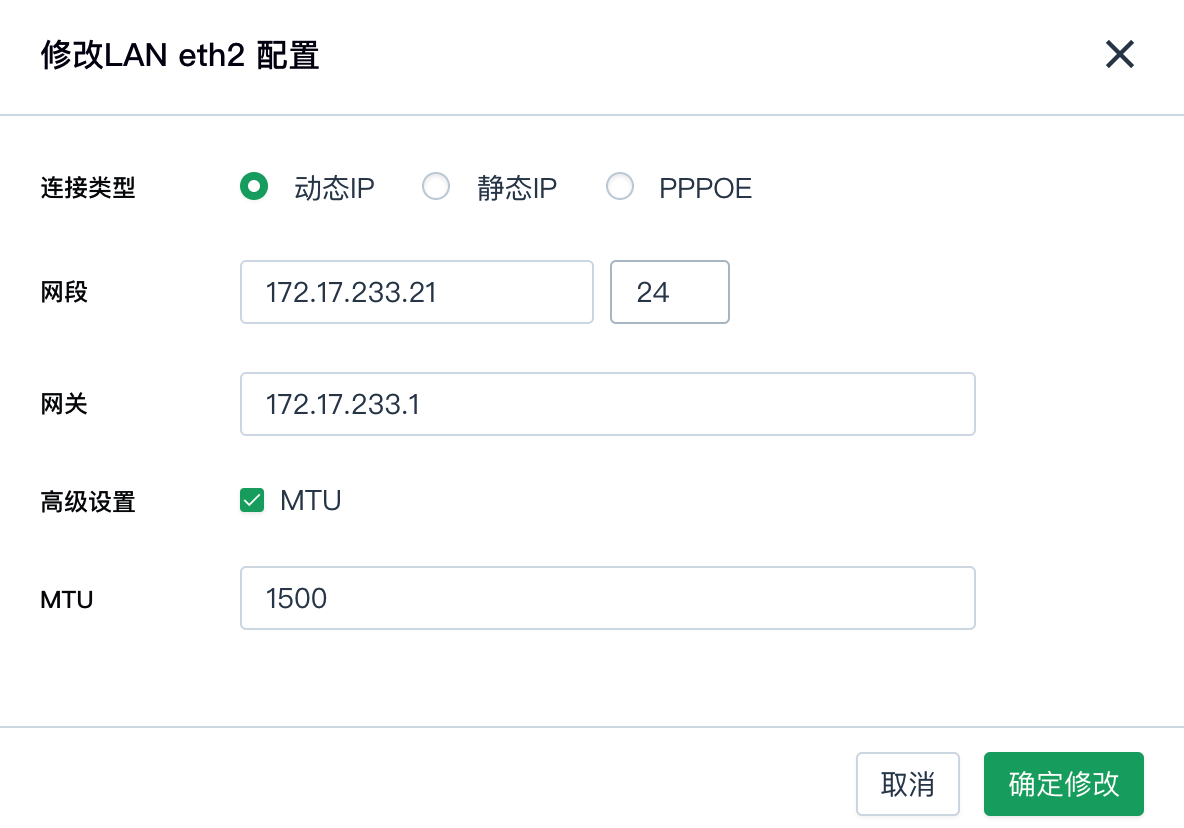 修改LAN eth2 配置
连接类型 动态IP 静态IP PPPOE
网段 172.17.233.21 24
网关 172.17.233.1
高级设置 MTU
MTU 1500
取消 确定修改